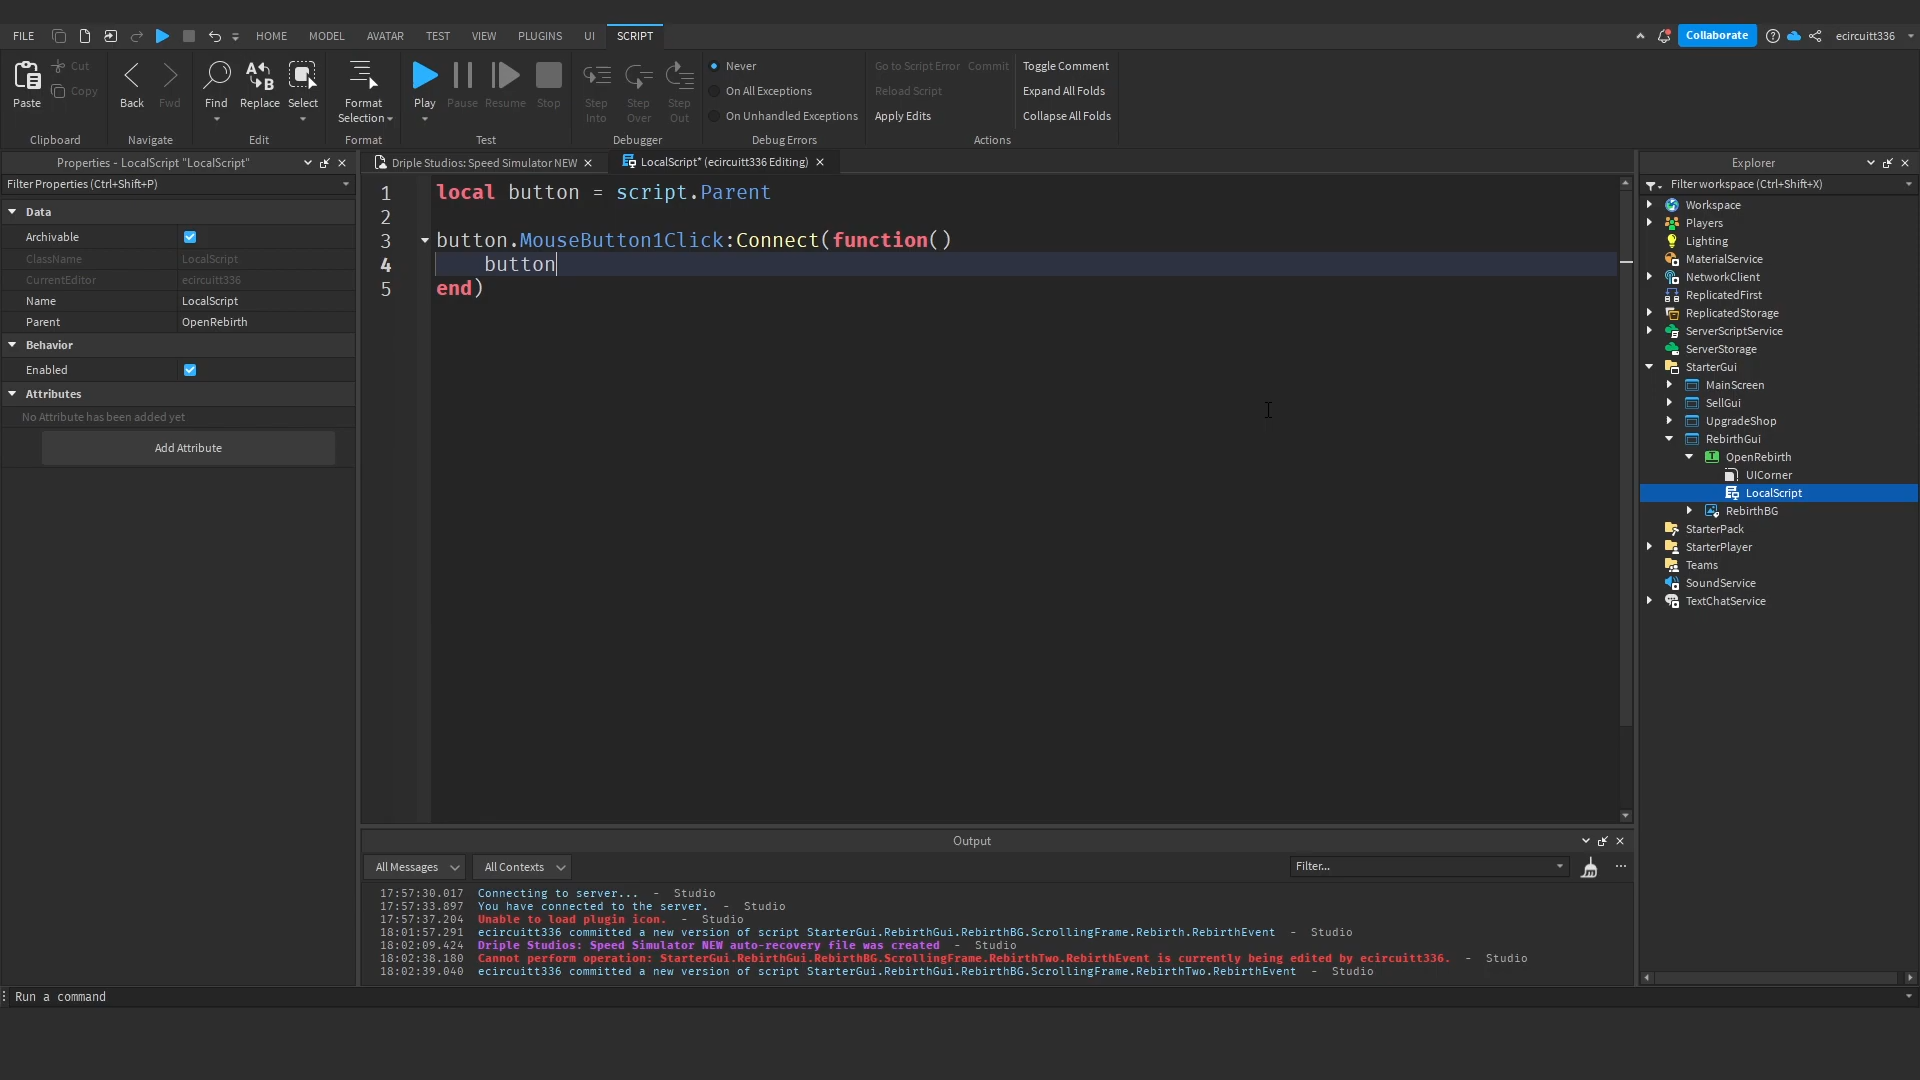 FILE
HOME
MODEL
AVATAR
TEST
VIEW
PLUGINS
UI
SCRIPT
Collaborate
ecircuitt336
Paste
Cut
Copy
Clipboard
Back
Fwd
Navigate
Find
Replace
Select
Edit
Format
Selection
Format
Play
Pause
Resume
Stop
Test
Step
Into
Step
Over
Step
Out
Debugger
Never
On All Exceptions
On Unhandled Exceptions
Debug Errors
Go to Script Error
Commit
Reload Script
Apply Edits
Toggle Comment
Expand All Folds
Collapse All Folds
Actions
Properties - LocalScript "LocalScript"
Filter Properties (Ctrl+Shift+P)
Data
Archivable
ClassName LocalScript
CurrentEditor ecircuitt336
Name LocalScript
Parent OpenRebirth
Behavior
Enabled
Attributes
No Attribute has been added yet
Add Attribute
Driple Studios: Speed Simulator NEW
LocalScript* (ecircuitt336 Editing)
1 local button = script.Parent
2
3 button.MouseButton1Click:Connect(function()
4 button
5 end)
Output
All Messages
All Contexts
Filter...
17:57:30.017 Connecting to server... - Studio
17:57:33.897 You have connected to the server. - Studio
17:57:37.204 Unable to load plugin icon. - Studio
18:01:57.291 ecircuitt336 committed a new version of script StarterGui.RebirthGui.RebirthBG.ScrollingFrame.Rebirth.RebirthEvent - Studio
18:02:09.424 Driple Studios: Speed Simulator NEW auto-recovery file was created - Studio
18:02:38.180 Cannot perform operation: StarterGui.RebirthGui.RebirthBG.ScrollingFrame.RebirthTwo.RebirthEvent is currently being edited by ecircuitt336. - Studio
18:02:39.040 ecircuitt336 committed a new version of script StarterGui.RebirthGui.RebirthBG.ScrollingFrame.RebirthTwo.RebirthEvent - Studio
Explorer
Filter workspace (Ctrl+Shift+X)
Workspace
Players
Lighting
MaterialService
NetworkClient
ReplicatedFirst
ReplicatedStorage
ServerScriptService
ServerStorage
StarterGui
MainScreen
SellGui
UpgradeShop
RebirthGui
OpenRebirth
UICorner
LocalScript
RebirthBG
StarterPack
StarterPlayer
Teams
SoundService
TextChatService
Run a command